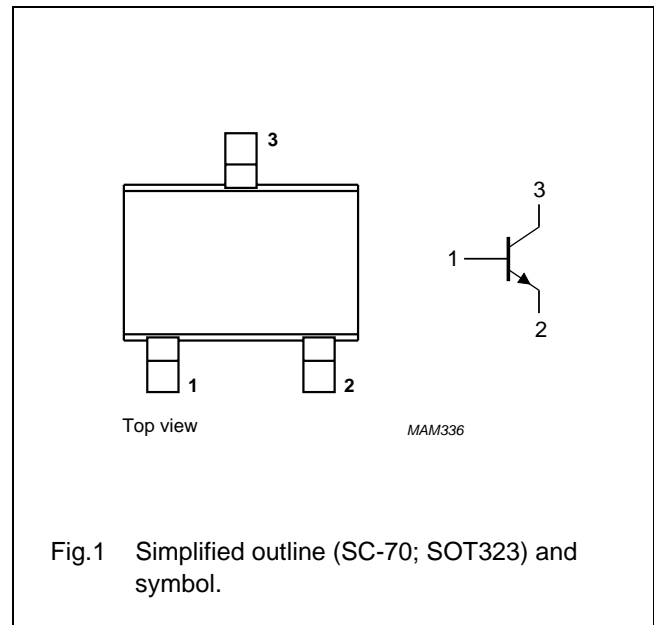 3
3
1
2
1
2
Top view
MAM336
Fig.1 Simplified outline (SC-70; SOT323) and
symbol.